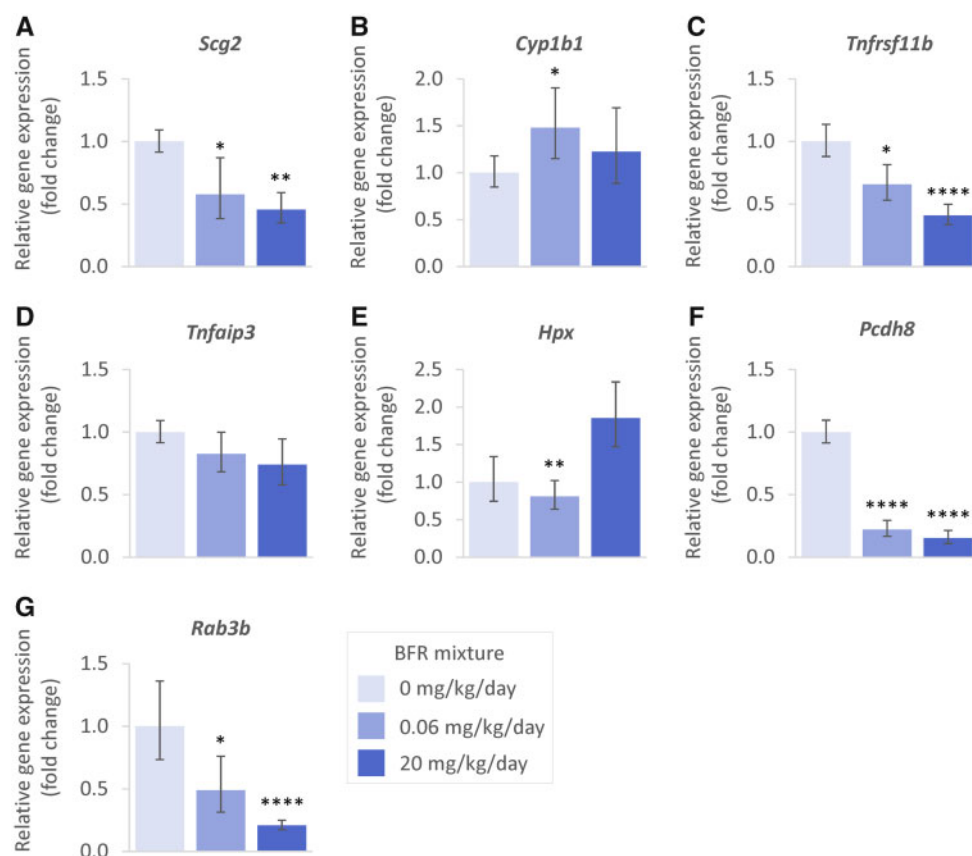 A
Scg2
Relative gene expression
(fold change)
1.5
1.0
0.5
0.0
*
**
B
Cyp1b1
Relative gene expression
(fold change)
2.0
1.5
1.0
0.5
0.0
*
C
Tnfrsf11b
Relative gene expression
(fold change)
1.5
1.0
0.5
0.0
*
****
D
Tnfaip3
Relative gene expression
(fold change)
1.5
1.0
0.5
0.0
E
Hpx
Relative gene expression
(fold change)
2.5
2.0
1.5
1.0
0.5
0.0
**
F
Pcdh8
Relative gene expression
(fold change)
1.5
1.0
0.5
0.0
****
****
G
Rab3b
Relative gene expression
(fold change)
1.5
1.0
0.5
0.0
*
****
BFR mixture
0 mg/kg/day
0.06 mg/kg/day
20 mg/kg/day